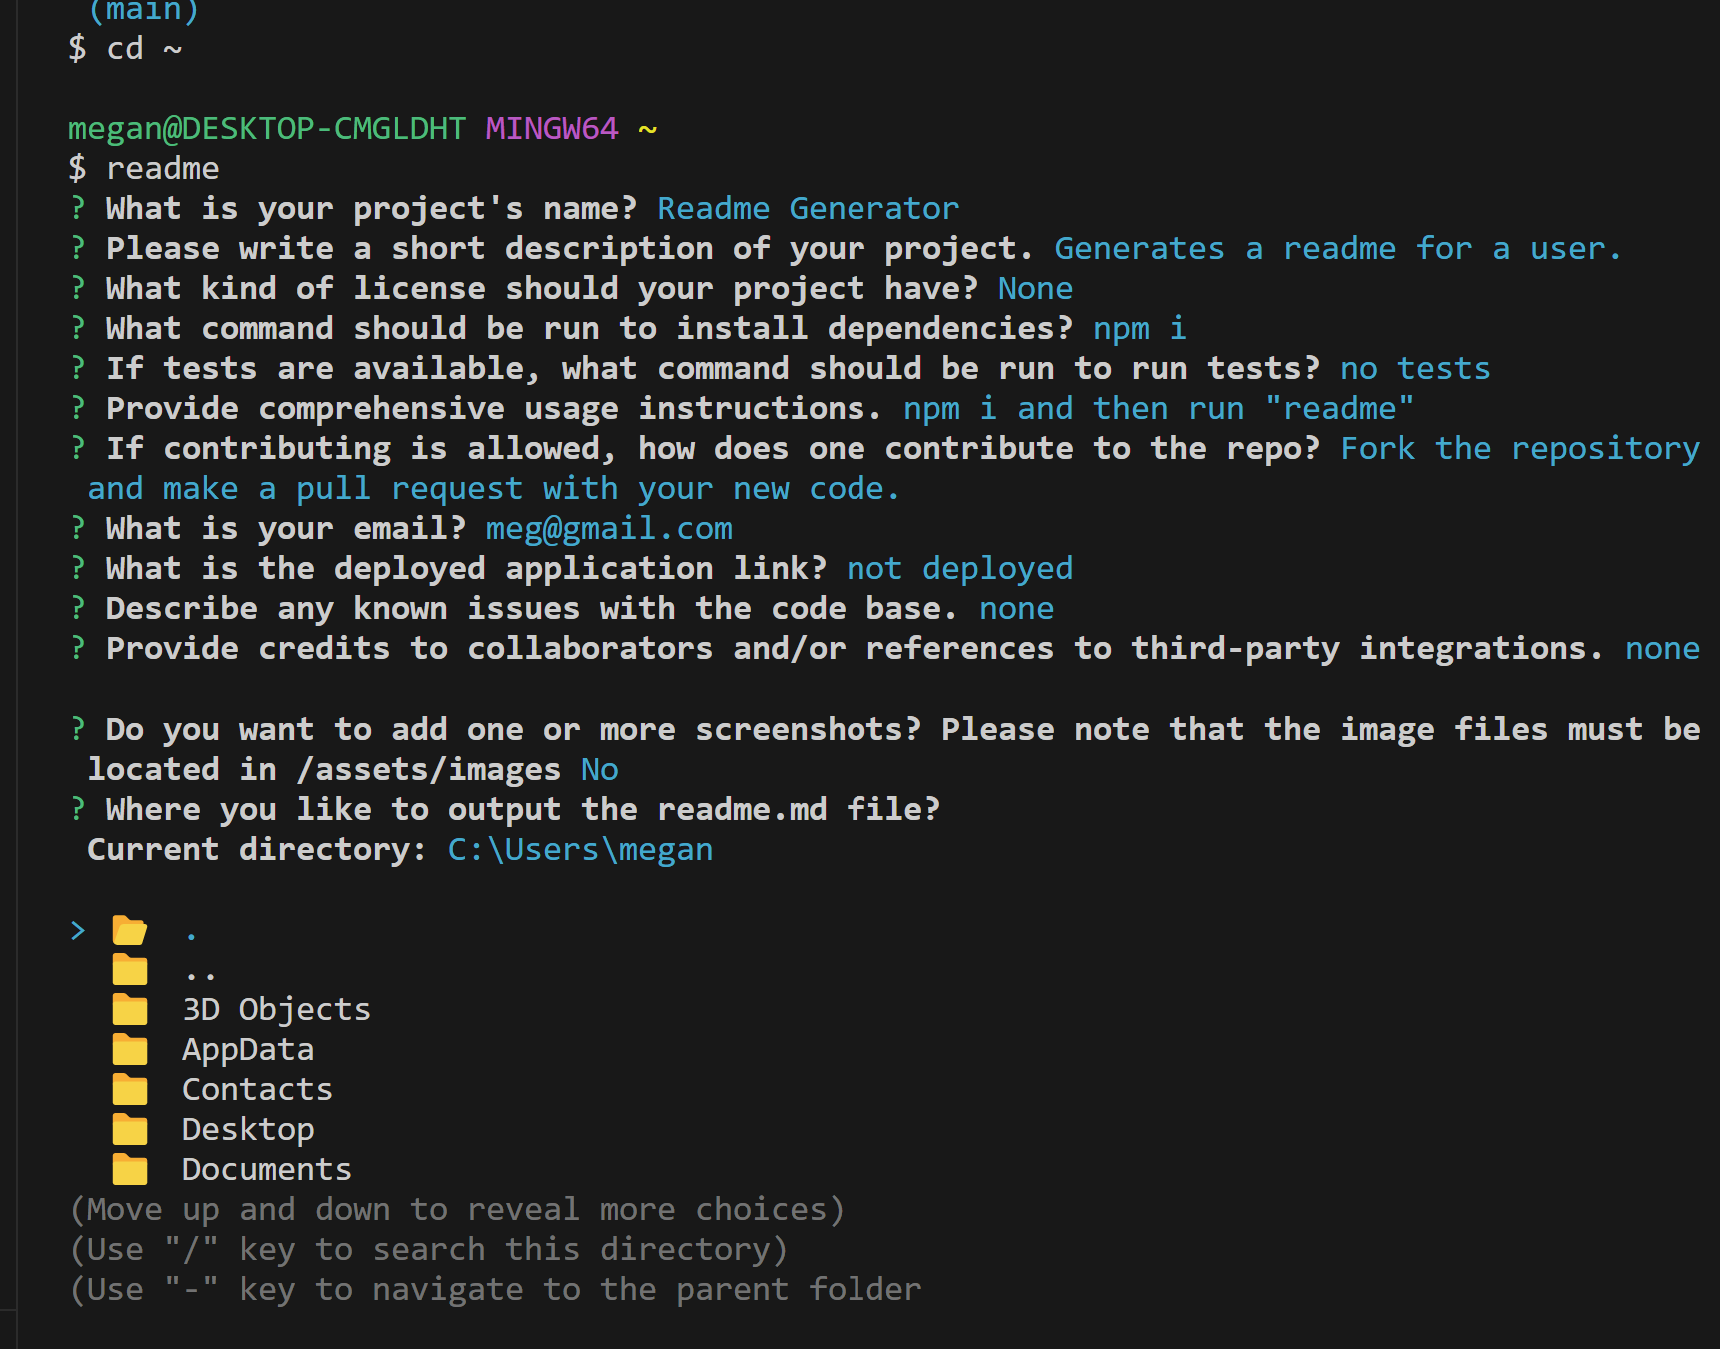 (main)
$ cd ~
megan@DESKTOP-CMGLDHT MINGW64 ~
$ readme
? What is your project's name? Readme Generator
? Please write a short description of your project. Generates a readme for a user.
? What kind of license should your project have? None
? What command should be run to install dependencies? npm i
? If tests are available, what command should be run to run tests? no tests
? Provide comprehensive usage instructions. npm i and then run "readme"
? If contributing is allowed, how does one contribute to the repo? Fork the repository
and make a pull request with your new code.
? What is your email? meg@gmail.com
? What is the deployed application link? not deployed
? Describe any known issues with the code base. none
? Provide credits to collaborators and/or references to third-party integrations. none
? Do you want to add one or more screenshots? Please note that the image files must be
located in /assets/images No
? Where you like to output the readme.md file?
Current directory: C:\Users\megan
> .
..
3D Objects
AppData
Contacts
Desktop
Documents
(Move up and down to reveal more choices)
(Use "/" key to search this directory)
(Use "-" key to navigate to the parent folder